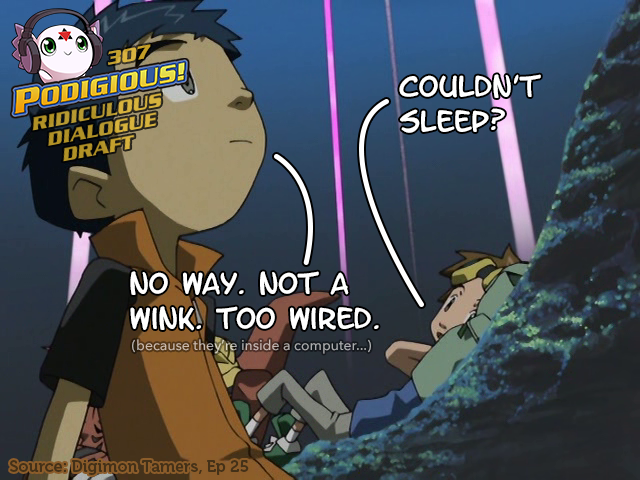 307
PODIGIOUS!
RIDICULOUS
DIALOGUE
DRAFT
COULDN'T
SLEEP?
NO WAY. NOT A
WINK. TOO WIRED.
(because they're inside a computer...)
Source: Digimon Tamers, Ep 25